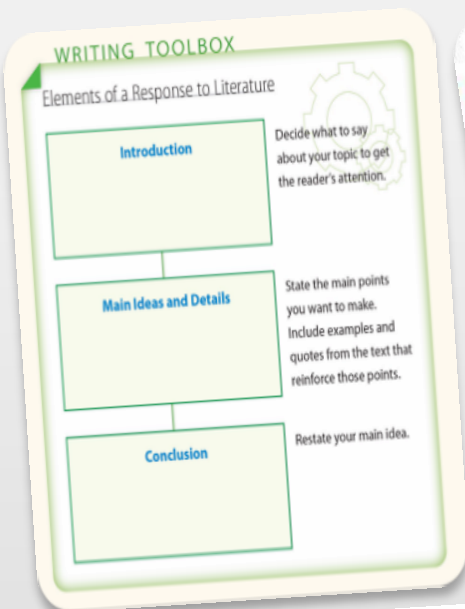 WRITING TOOLBOX
Elements of a Response to Literature
Introduction
Decide what to say
about your topic to get
the reader's attention.
Main Ideas and Details
State the main points
you want to make.
Include examples and
quotes from the text that
reinforce those points.
Conclusion
Restate your main idea.